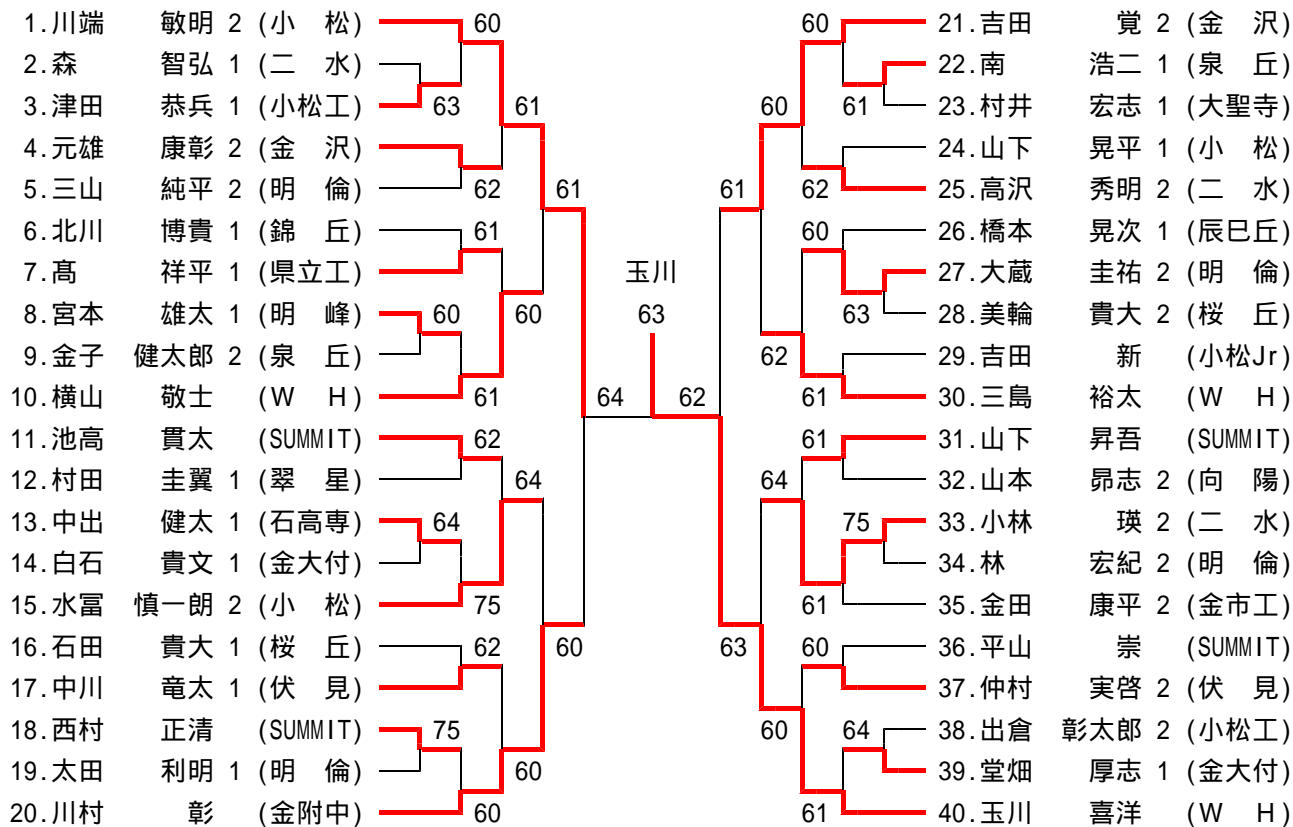 1.川端 敏明 2 (小 松)
2.森 智弘 1 (二 水)
3.津田 恭兵 1 (小松工)
4.元雄 康彰 2 (金 沢)
5.三山 純平 2 (明 倫)
6.北川 博貴 1 (錦 丘)
7.髙 祥平 1 (県立工)
8.宮本 雄太 1 (明 峰)
9.金子 健太郎 2 (泉 丘)
10.横山 敬士 (W H)
11.池高 貫太 (SUMMIT)
12.村田 圭翼 1 (翠 星)
13.中出 健太 1 (石高専)
14.白石 貴文 1 (金大付)
15.水冨 慎一朗 2 (小 松)
16.石田 貴大 1 (桜 丘)
17.中川 竜太 1 (伏 見)
18.西村 正清 (SUMMIT)
19.太田 利明 1 (明 倫)
20.川村 彰 (金附中)
60
63
62
61
60
61
62
64
75
62
75
60
61
60
64
60
61
60
64
玉川
63
62
61
63
60
62
64
60
60
61
62
60
63
61
61
75
61
60
64
61
21.吉田 覚 2 (金 沢)
22.南 浩二 1 (泉 丘)
23.村井 宏志 1 (大聖寺)
24.山下 晃平 1 (小 松)
25.高沢 秀明 2 (二 水)
26.橋本 晃次 1 (辰巳丘)
27.大蔵 圭祐 2 (明 倫)
28.美輪 貴大 2 (桜 丘)
29.吉田 新 (小松Jr)
30.三島 裕太 (W H)
31.山下 昇吾 (SUMMIT)
32.山本 昴志 2 (向 陽)
33.小林 瑛 2 (二 水)
34.林 宏紀 2 (明 倫)
35.金田 康平 2 (金市工)
36.平山 崇 (SUMMIT)
37.仲村 実啓 2 (伏 見)
38.出倉 彰太郎 2 (小松工)
39.堂畑 厚志 1 (金大付)
40.玉川 喜洋 (W H)